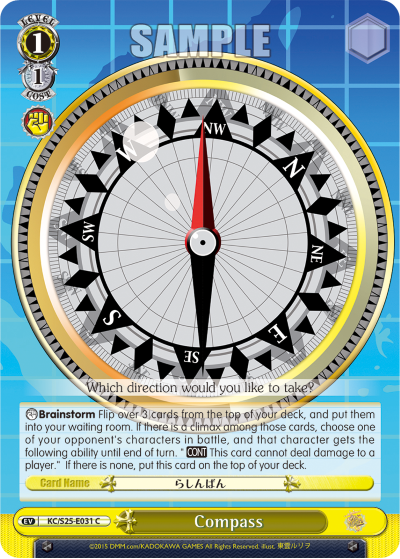 LEVEL
1
1
COST
SAMPLE
NW
N
NE
E
SE
S
SW
W
Which direction would you like to take?
Brainstorm Flip over 3 cards from the top of your deck, and put them
into your waiting room. If there is a climax among those cards, choose one
of your opponent's characters in battle, and that character gets the
following ability until end of turn. "CONT This card cannot deal damage to a
player." If there is none, put this card on the top of your deck.
Card Name らしんばん
EV KC/S25-E031 C Compass
©2015 DMM.com/KADOKAWA GAMES All Rights Reserved. illust. 東雲ルリヲ